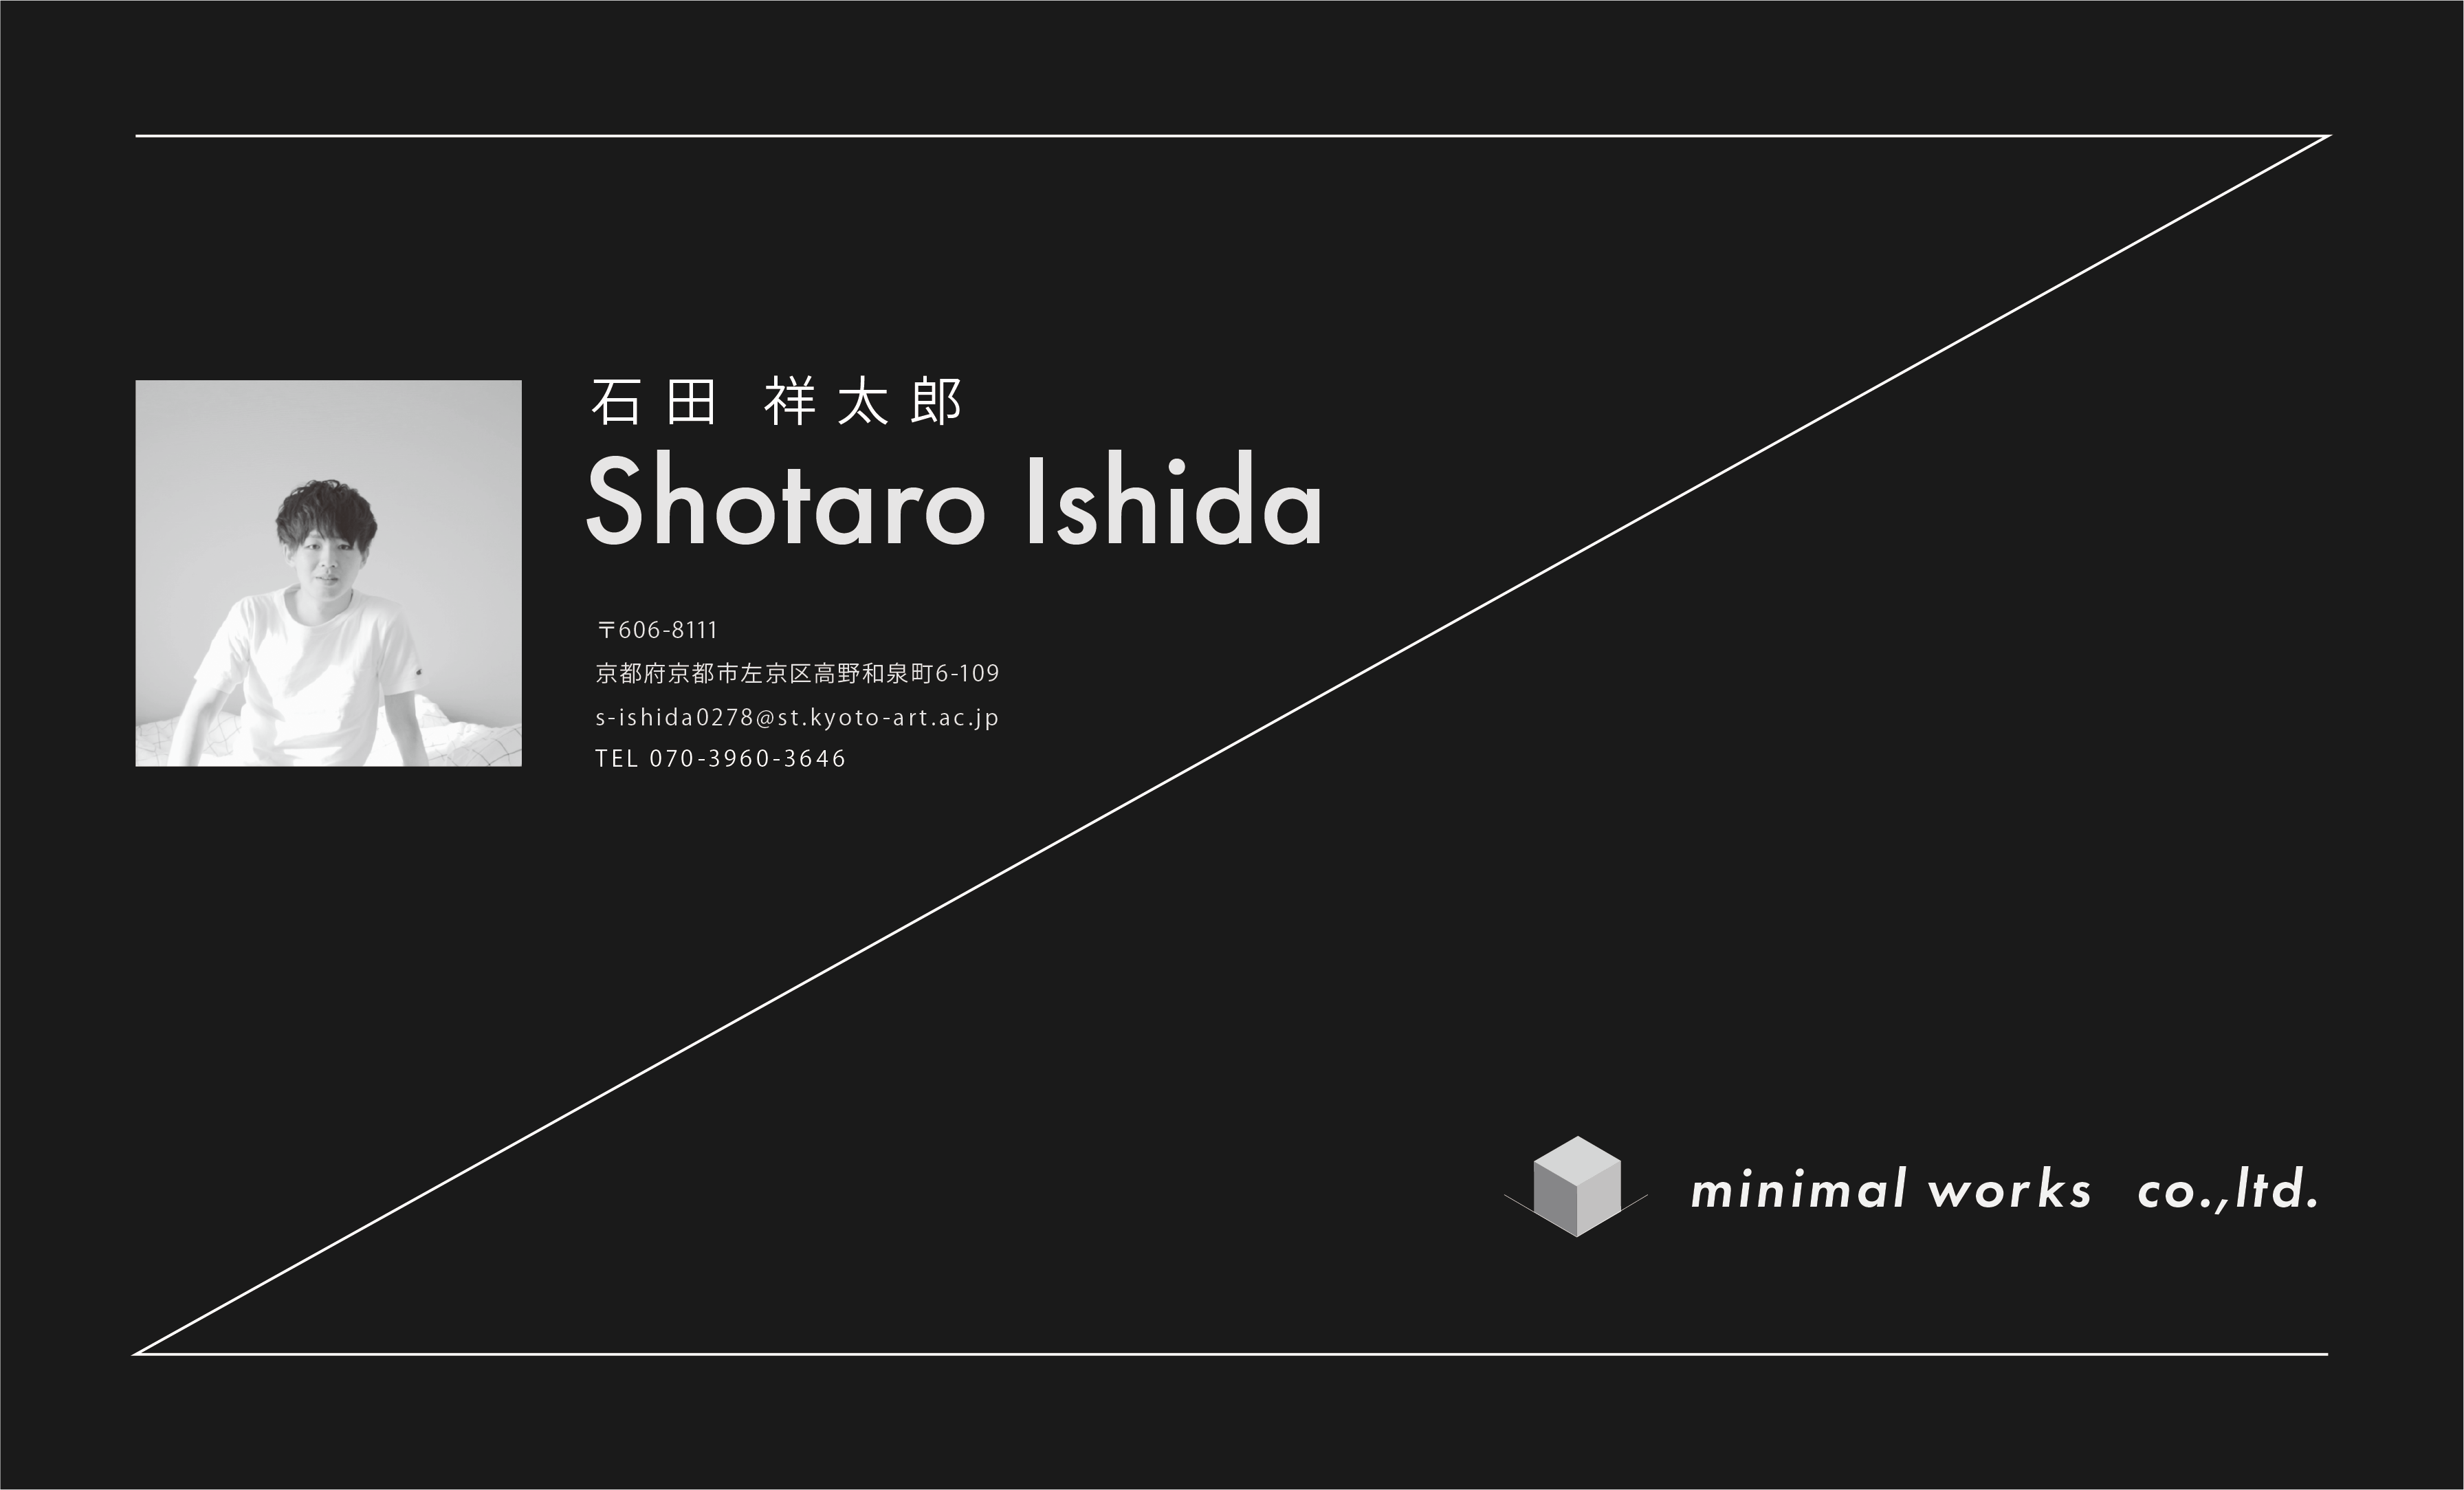 石田 祥太郎
Shotaro Ishida
〒606-8111
京都府京都市左京区高野和泉町6-109
s-ishida0278@st.kyoto-art.ac.jp
TEL 070-3960-3646
minimal works co.,ltd.